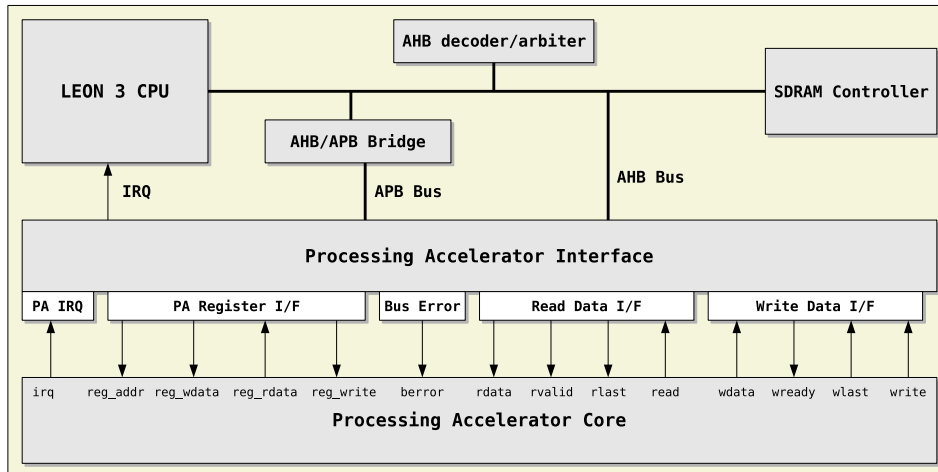 AHB decoder/arbiter
LEON 3 CPU
SDRAM Controller
AHB/APB Bridge
IRQ
APB Bus
AHB Bus
Processing Accelerator Interface
PA IRQ
PA Register I/F
Bus Error
Read Data I/F
Write Data I/F
irq
reg_addr
reg_wdata
reg_rdata
reg_write
berror
rdata
rvalid
rlast
read
wdata
wready
wlast
write
Processing Accelerator Core